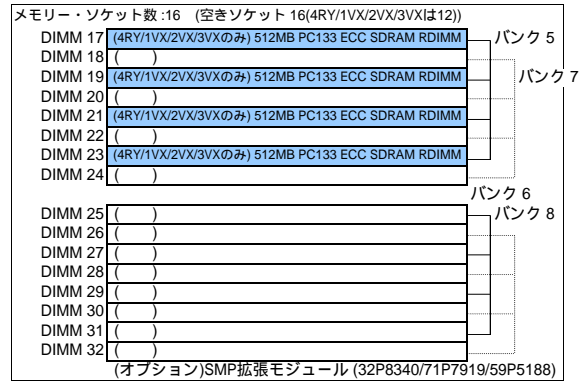 メモリー・ソケット数:16　(空きソケット 16(4RY/1VX/2VX/3VXは12))
DIMM 17 (4RY/1VX/2VX/3VXのみ) 512MB PC133 ECC SDRAM RDIMM バンク 5
DIMM 18 (　　)
DIMM 19 (4RY/1VX/2VX/3VXのみ) 512MB PC133 ECC SDRAM RDIMM バンク 7
DIMM 20 (　　)
DIMM 21 (4RY/1VX/2VX/3VXのみ) 512MB PC133 ECC SDRAM RDIMM
DIMM 22 (　　)
DIMM 23 (4RY/1VX/2VX/3VXのみ) 512MB PC133 ECC SDRAM RDIMM
DIMM 24 (　　)
バンク 6
DIMM 25 (　　) バンク 8
DIMM 26 (　　)
DIMM 27 (　　)
DIMM 28 (　　)
DIMM 29 (　　)
DIMM 30 (　　)
DIMM 31 (　　)
DIMM 32 (　　)
(オプション)SMP拡張モジュール (32P8340/71P7919/59P5188)